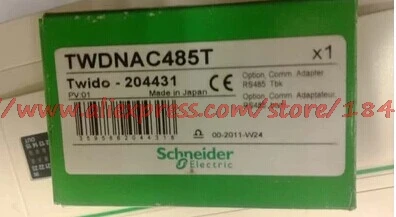 TWDNAC485T
x1
Twido - 204431
CE
Option, Comm. Adapter
RS485 Tbk
PV:01
Made in Japan
Option, Comm. Adaptateur,
RS485
www.aliexpress.com/store/184
00-2011-W24
Schneider
Electric